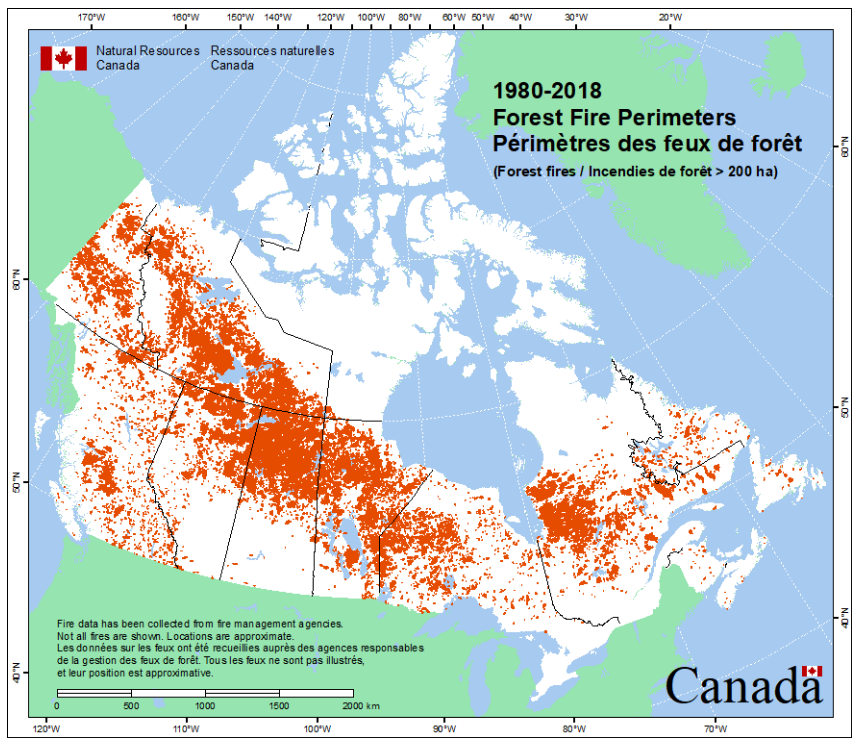 170°W 160°W 150°W 140°W 120°W 100°W 80°W 60°W 50°W 40°W 30°W 20°W
Natural Resources Ressources naturelles
Canada Canada
1980-2018
Forest Fire Perimeters
Périmètres des feux de forêt
(Forest fires / Incendies de forêt > 200 ha)
60°N
60°N
50°N
50°N
40°N
40°N
Fire data has been collected from fire management agencies.
Not all fires are shown. Locations are approximate.
Les données sur les feux ont été recueillies auprès des agences responsables
de la gestion des feux de forêt. Tous les feux ne sont pas illustrés,
et leur position est approximative.
0 500 1000 1500 2000 km
Canada
120°W 110°W 100°W 90°W 80°W 70°W